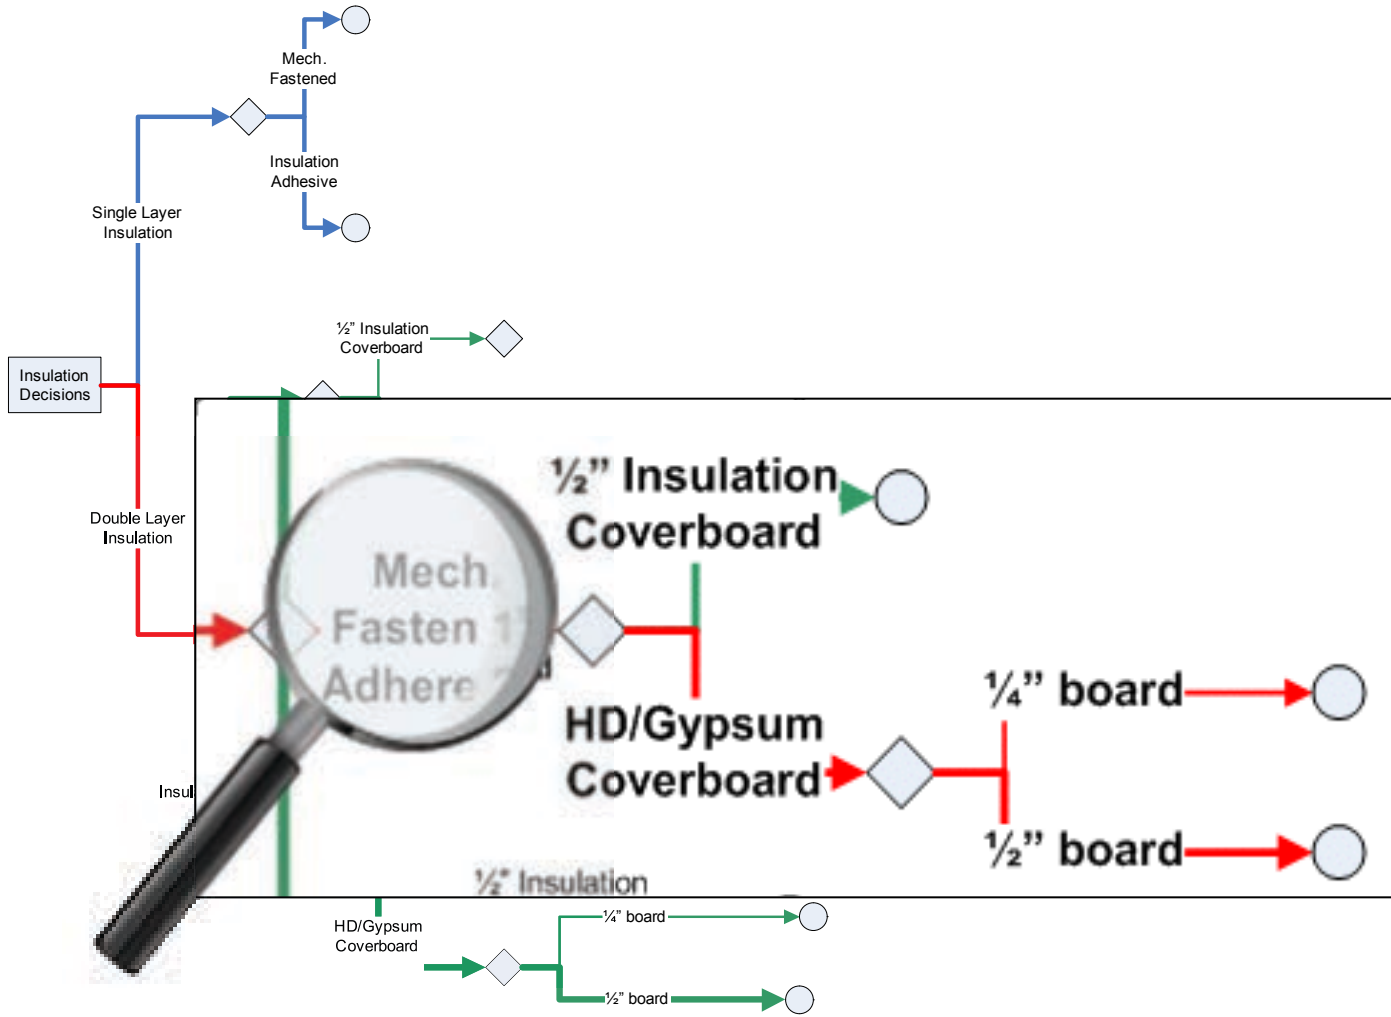 Mech.
Fastened
Insulation
Adhesive
Single Layer
Insulation
½” Insulation
Coverboard
Insulation
Decisions
½” Insulation
Coverboard
Double Layer
Insulation
Mech.
Fasten 1
Adhere
HD/Gypsum
Coverboard
¼” board
½” board
Insul
½” Insulation
HD/Gypsum
Coverboard
¼” board
½” board